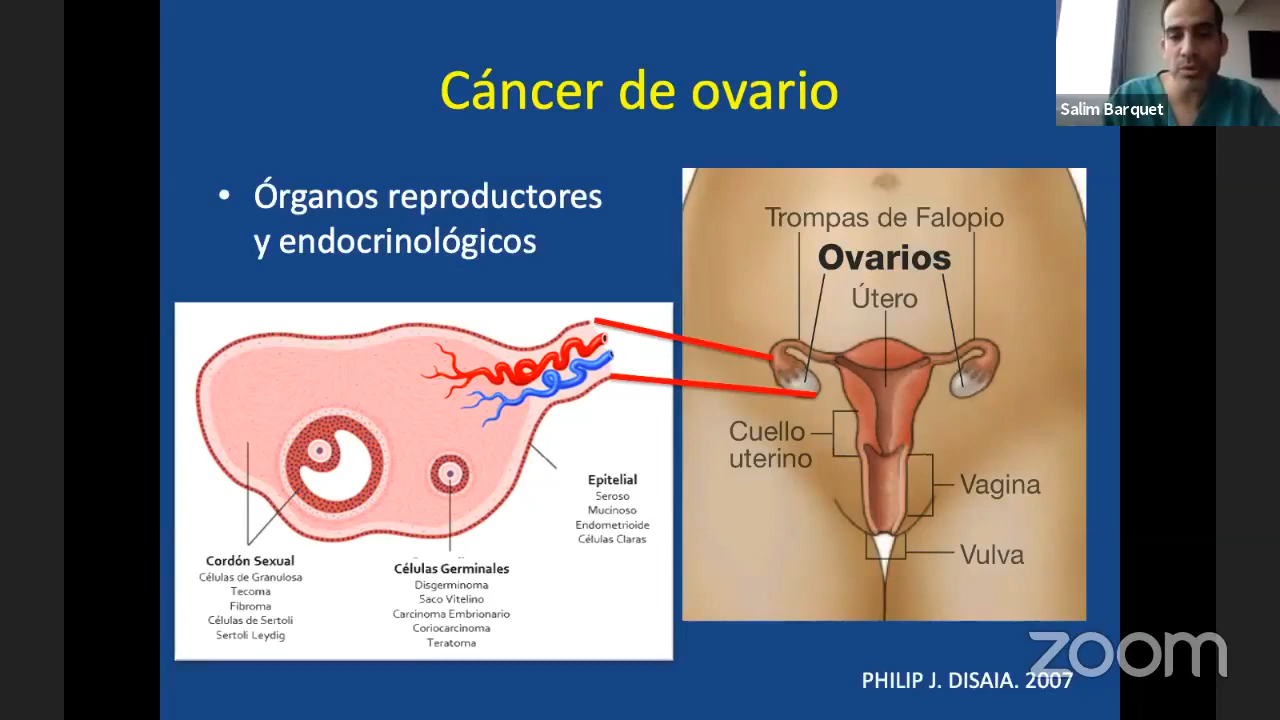 Cáncer de ovario
Salim Barquet
• Órganos reproductores
y endocrinológicos
Trompas de Falopio
Ovarios
Útero
Cuello
uterino
Vagina
Vulva
Epitelial
Seroso
Mucinoso
Endometrioide
Células Claras
Cordón Sexual
Células de Granulosa
Tecoma
Fibroma
Células de Sertoli
Sertoli Leydig
Células Germinales
Disgerminoma
Saco Vitelino
Carcinoma Embrionario
Coriocarcinoma
Teratoma
zoom
PHILIP J. DISAIA. 2007